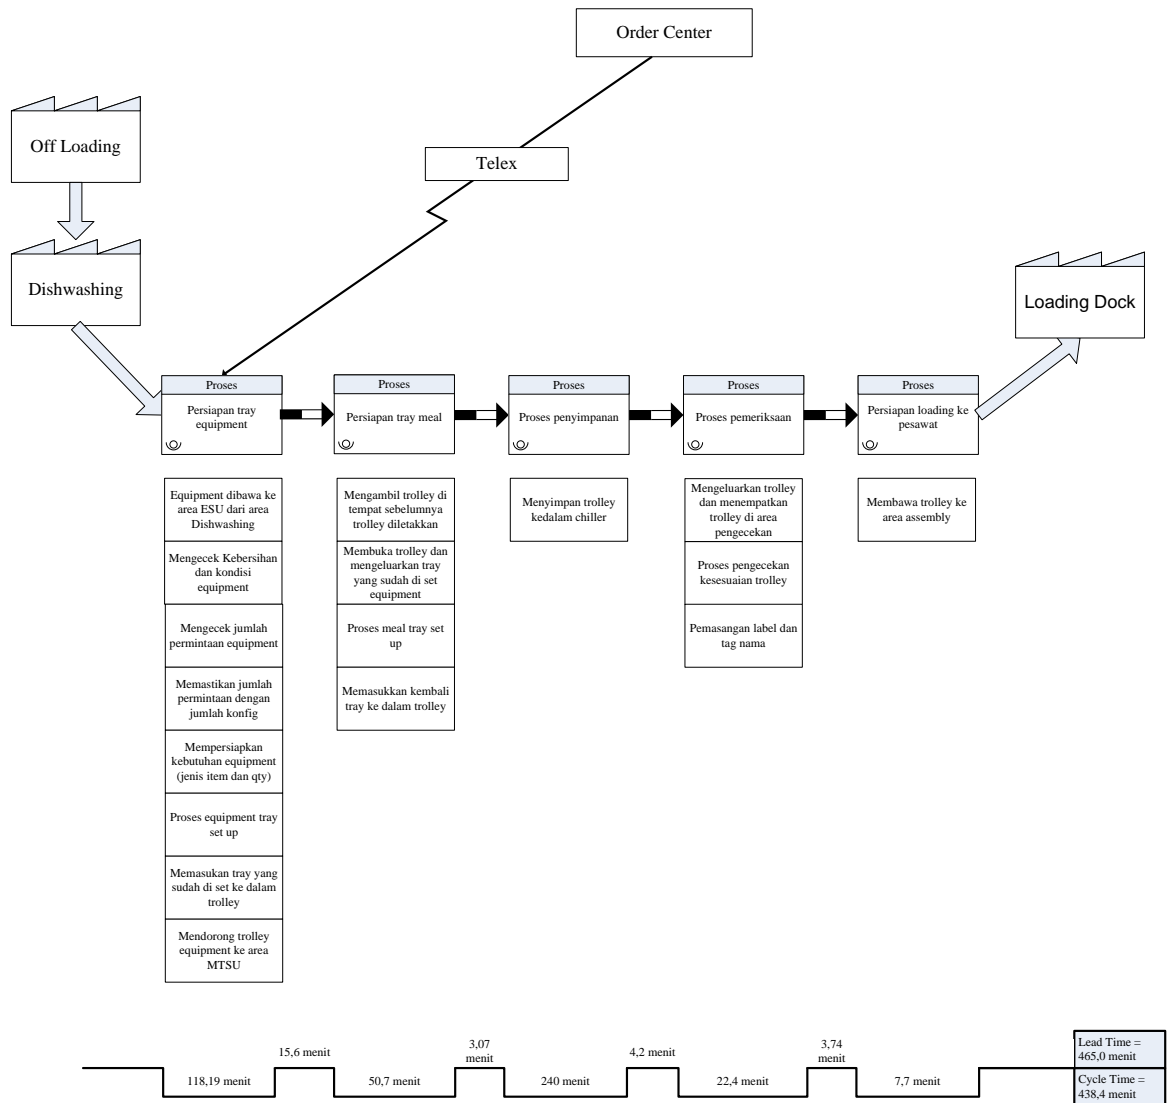 Order Center
Off Loading
Telex
Dishwashing
Loading Dock
Proses
Persiapan tray
equipment
Proses
Persiapan tray meal
Proses
Proses penyimpanan
Proses
Proses pemeriksaan
Proses
Persiapan loading ke
pesawat
Equipment dibawa ke
area ESU dari area
Dishwashing
Mengecek Kebersihan
dan kondisi
equipment
Mengecek jumlah
permintaan equipment
Memastikan jumlah
permintaan dengan
jumlah konfig
Mempersiapkan
kebutuhan equipment
(jenis item dan qty)
Proses equipment tray
set up
Memasukan tray yang
sudah di set ke dalam
trolley
Mendorong trolley
equipment ke area
MTSU
Mengambil trolley di
tempat sebelumnya
trolley diletakkan
Membuka trolley dan
mengeluarkan tray
yang sudah di set
equipment
Proses meal tray set
up
Memasukkan kembali
tray ke dalam trolley
Menyimpan trolley
kedalam chiller
Mengeluarkan trolley
dan menempatkan
trolley di area
pengecekan
Proses pengecekan
kesesuaian trolley
Pemasangan label dan
tag nama
Membawa trolley ke
area assembly
15,6 menit
3,07
menit
4,2 menit
3,74
menit
Lead Time =
465,0 menit
118,19 menit
50,7 menit
240 menit
22,4 menit
7,7 menit
Cycle Time =
438,4 menit